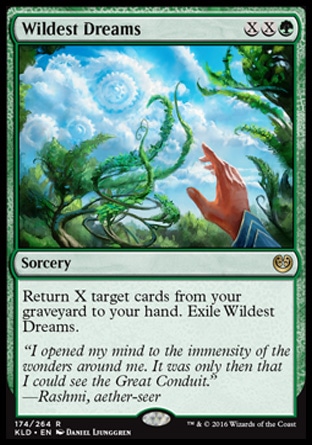 Wildest Dreams XXG
Sorcery
Return X target cards from your
graveyard to your hand. Exile Wildest
Dreams.
“I opened my mind to the immensity of the
wonders around me. It was only then that
I could see the Great Conduit.”
—Rashmi, aether-seer
174/264 R
KLD • EN Daniel Ljunggren
™ & © 2016 Wizards of the Coast